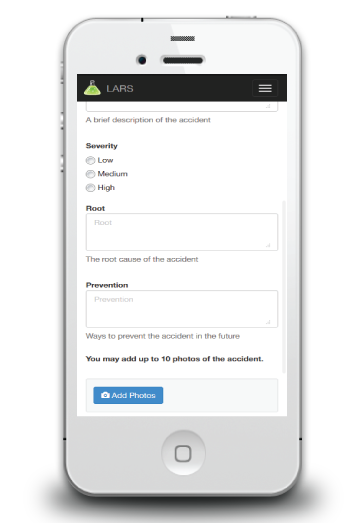 LARS
A brief description of the accident
Severity
Low
Medium
High
Root
Root
The root cause of the accident
Prevention
Prevention
Ways to prevent the accident in the future
You may add up to 10 photos of the accident.
Add Photos